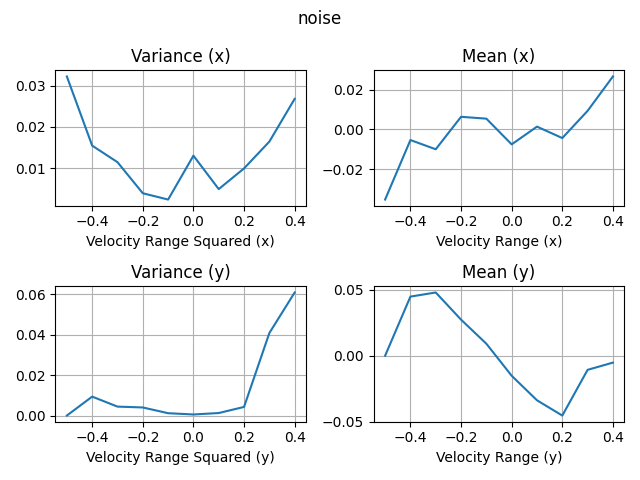 noise
Variance (x)
0.03
0.02
0.01
−0.4 −0.2 0.0 0.2 0.4
Velocity Range Squared (x)
Mean (x)
0.02
0.00
−0.02
−0.4 −0.2 0.0 0.2 0.4
Velocity Range (x)
Variance (y)
0.06
0.04
0.02
0.00
−0.4 −0.2 0.0 0.2 0.4
Velocity Range Squared (y)
Mean (y)
0.05
0.00
−0.05
−0.4 −0.2 0.0 0.2 0.4
Velocity Range (y)